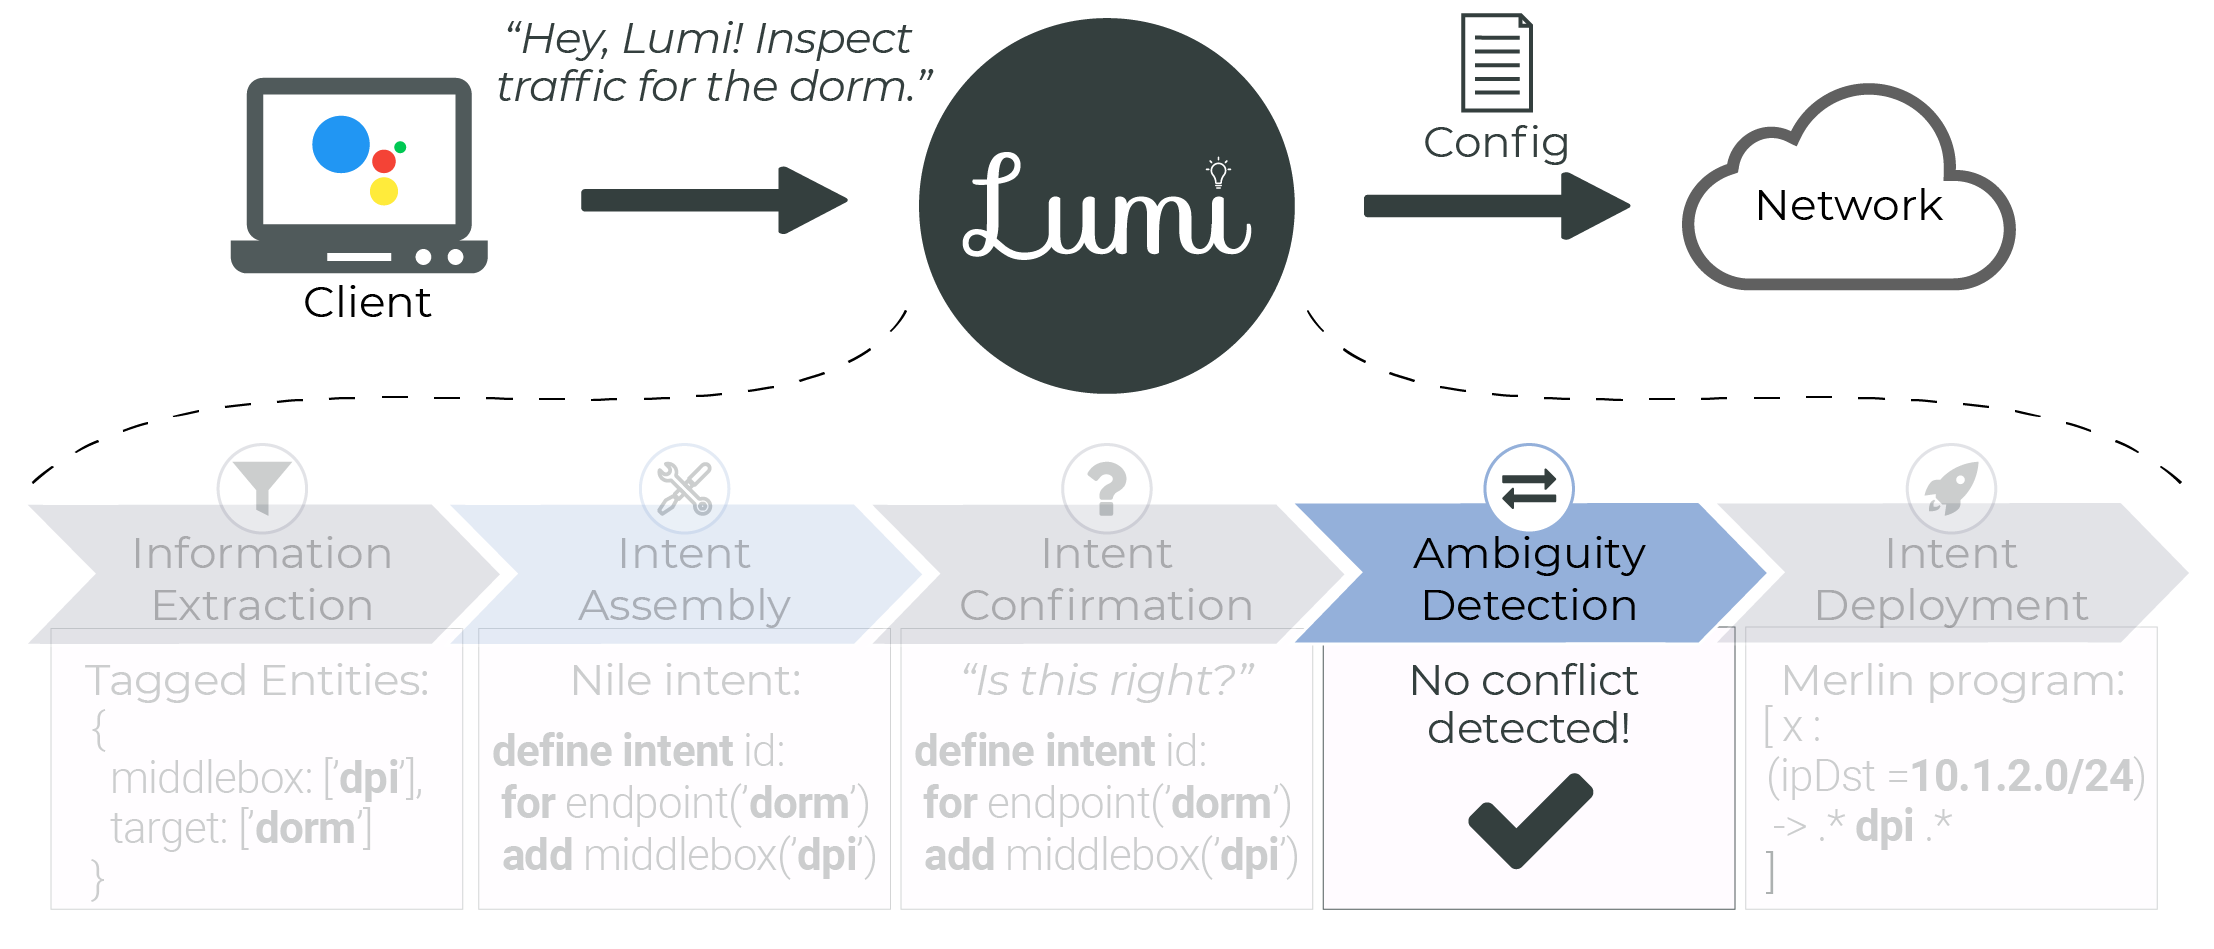 “Hey, Lumi! Inspect
traffic for the dorm.”
Client
Lumi
Config
Network
Information
Extraction
Intent
Assembly
Intent
Confirmation
Ambiguity
Detection
Intent
Deployment
Tagged Entities:
{
middlebox: [’dpi’],
target: [’dorm’]
}
Nile intent:
define intent id:
for endpoint(’dorm’)
add middlebox(’dpi’)
“Is this right?”
define intent id:
for endpoint(’dorm’)
add middlebox(’dpi’)
No conflict
detected!
Merlin program:
[ x :
(ipDst =10.1.2.0/24)
-> .* dpi .*
]